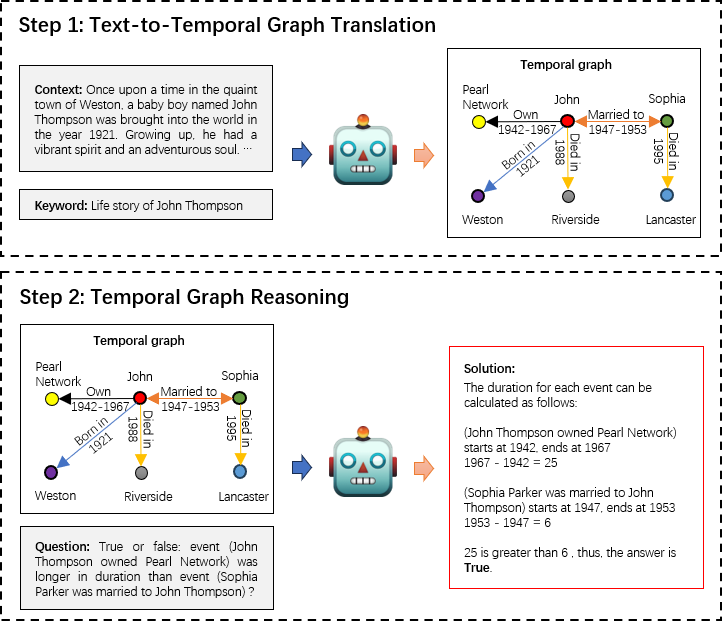 Step 1: Text-to-Temporal Graph Translation
Context: Once upon a time in the quaint
town of Weston, a baby boy named John
Thompson was brought into the world in
the year 1921. Growing up, he had a
vibrant spirit and an adventurous soul. ...
Keyword: Life story of John Thompson
Temporal graph
Pearl
Network
John
Sophia
Own
1942-1967
Married to
1947-1953
Born in
1921
Died in
1988
Died in
1995
Weston
Riverside
Lancaster
Step 2: Temporal Graph Reasoning
Temporal graph
Pearl
Network
John
Sophia
Own
1942-1967
Married to
1947-1953
Born in
1921
Died in
1988
Died in
1995
Weston
Riverside
Lancaster
Question: True or false: event (John
Thompson owned Pearl Network) was
longer in duration than event (Sophia
Parker was married to John Thompson) ?
Solution:
The duration for each event can be
calculated as follows:
(John Thompson owned Pearl Network)
starts at 1942, ends at 1967
1967 - 1942 = 25
(Sophia Parker was married to John
Thompson) starts at 1947, ends at 1953
1953 - 1947 = 6
25 is greater than 6 , thus, the answer is
True.